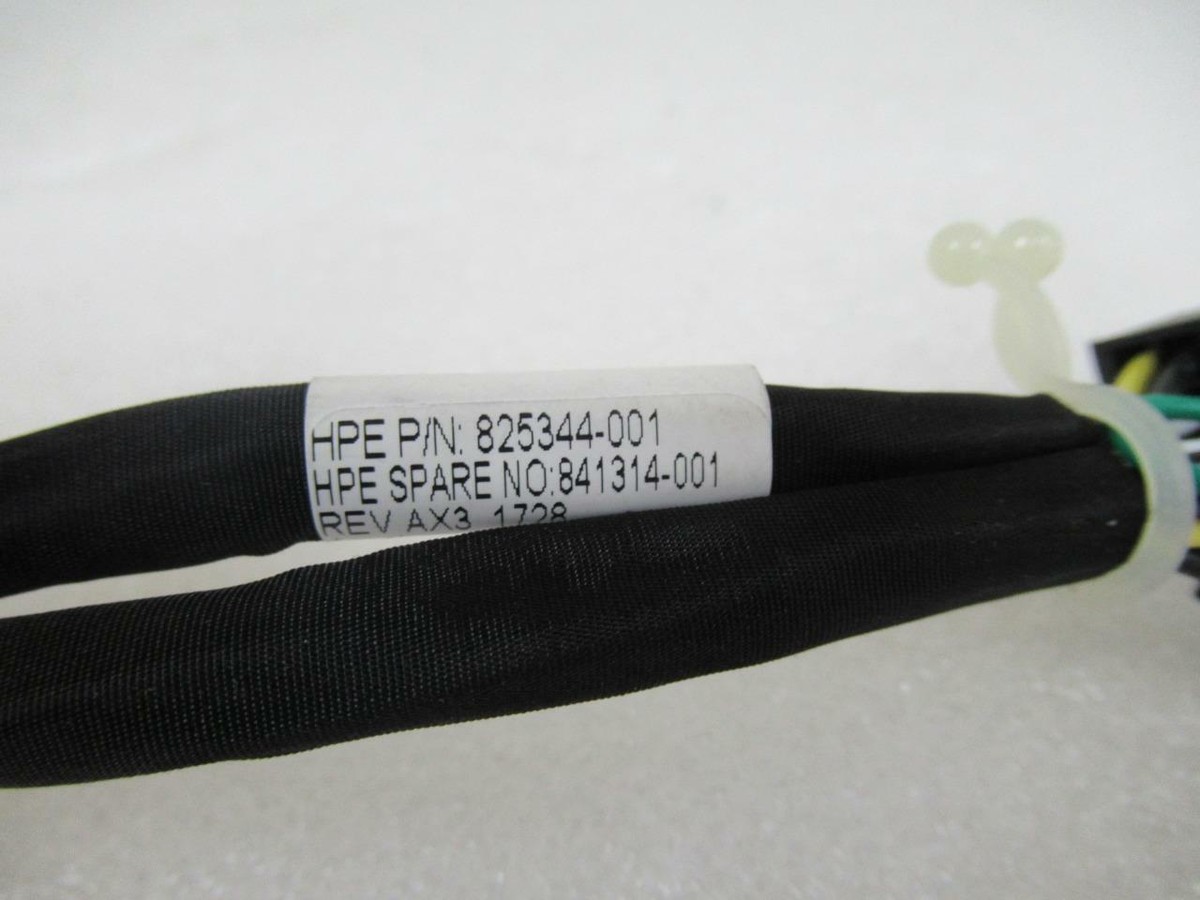 HPE P/N: 825344-001
HPE SPARE NO:841314-001
REV AX3 1728